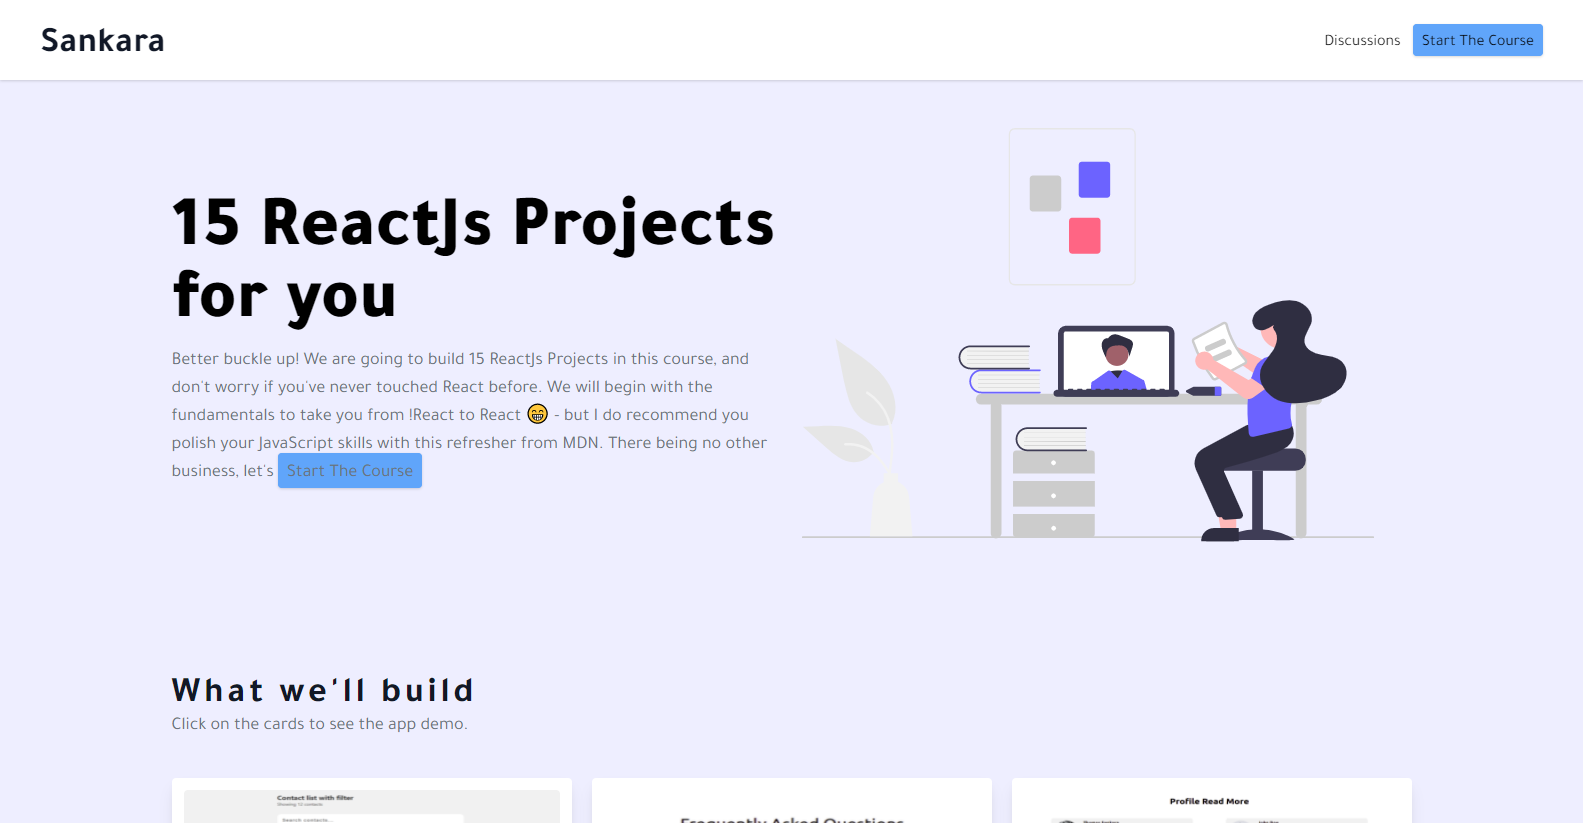 Sankara
Discussions
Start The Course
15 ReactJs Projects
for you
Better buckle up! We are going to build 15 ReactJs Projects in this course, and
don't worry if you've never touched React before. We will begin with the
fundamentals to take you from !React to React 😁 - but I do recommend you
polish your JavaScript skills with this refresher from MDN. There being no other
business, let's Start The Course
What we'll build
Click on the cards to see the app demo.
Contact list with filter
Showing 12 contacts
Search contacts...
Frequently Asked Questions
Profile Read More